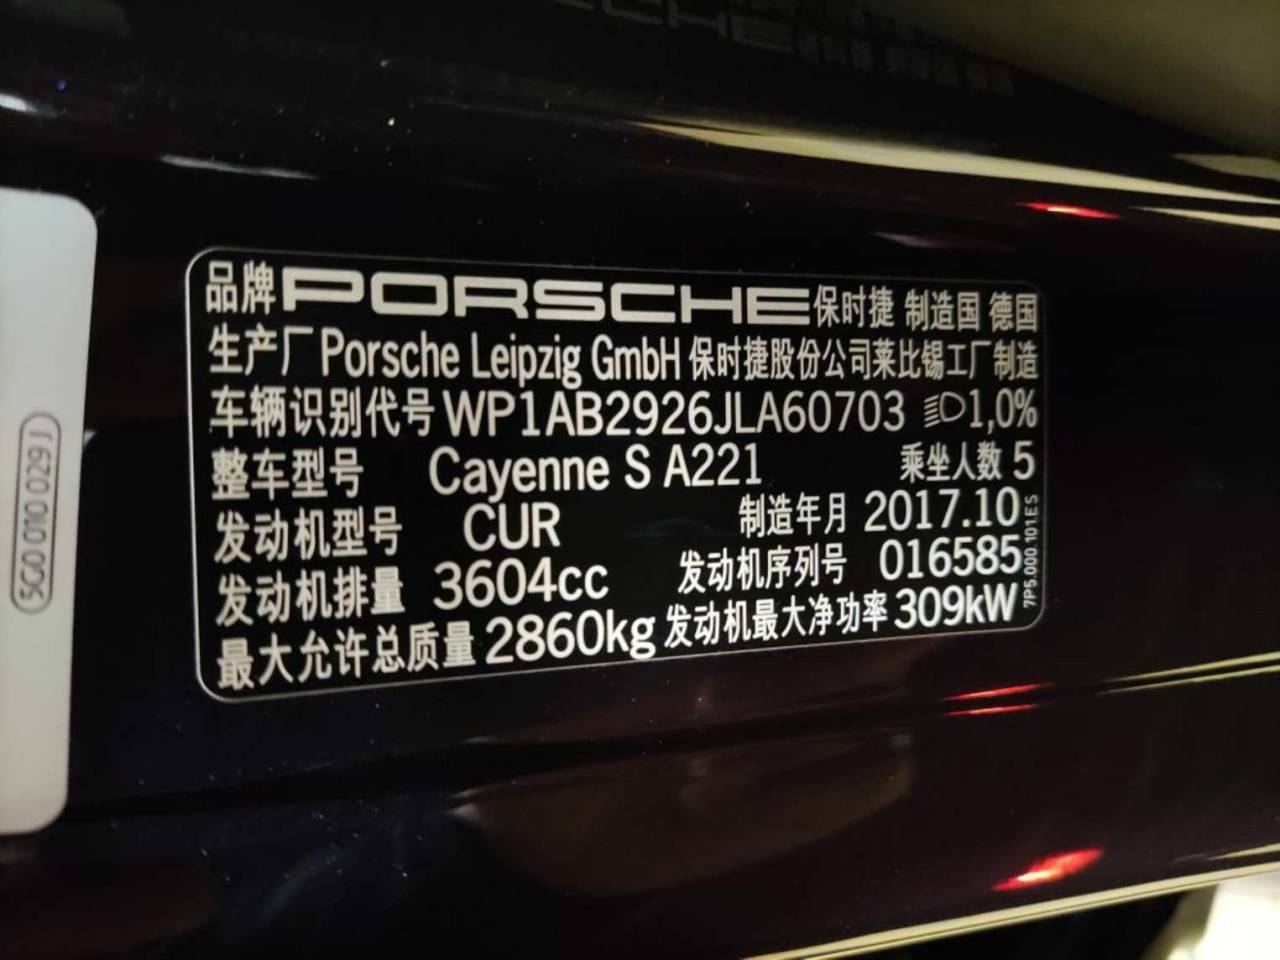 品牌 PORSCHE 保时捷 制造国 德国
生产厂 Porsche Leipzig GmbH 保时捷股份公司莱比锡工厂制造
车辆识别代号 WP1AB2926JLA60703 1,0%
整车型号 Cayenne S A221 乘坐人数 5
发动机型号 CUR 制造年月 2017.10
发动机排量 3604cc 发动机序列号 016585
最大允许总质量 2860kg 发动机最大净功率 309kW
7P5.000.101.ES
5G0 010 029 J